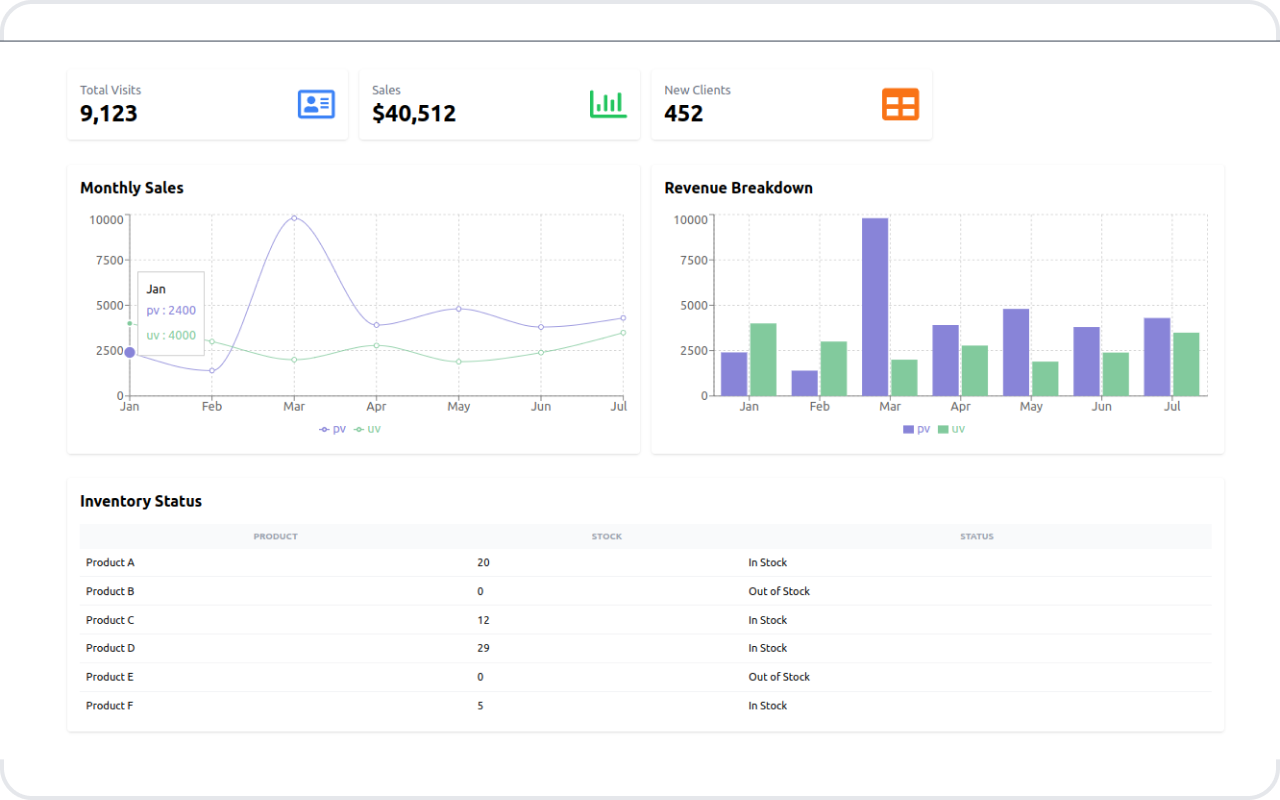 Total Visits
9,123
Sales
$40,512
New Clients
452
Monthly Sales
10000
7500
5000
2500
0
Jan
pv : 2400
uv : 4000
Jan Feb Mar Apr May Jun Jul
pv uv
Revenue Breakdown
10000
7500
5000
2500
0
Jan Feb Mar Apr May Jun Jul
pv uv
Inventory Status
PRODUCT STOCK STATUS
Product A 20 In Stock
Product B 0 Out of Stock
Product C 12 In Stock
Product D 29 In Stock
Product E 0 Out of Stock
Product F 5 In Stock